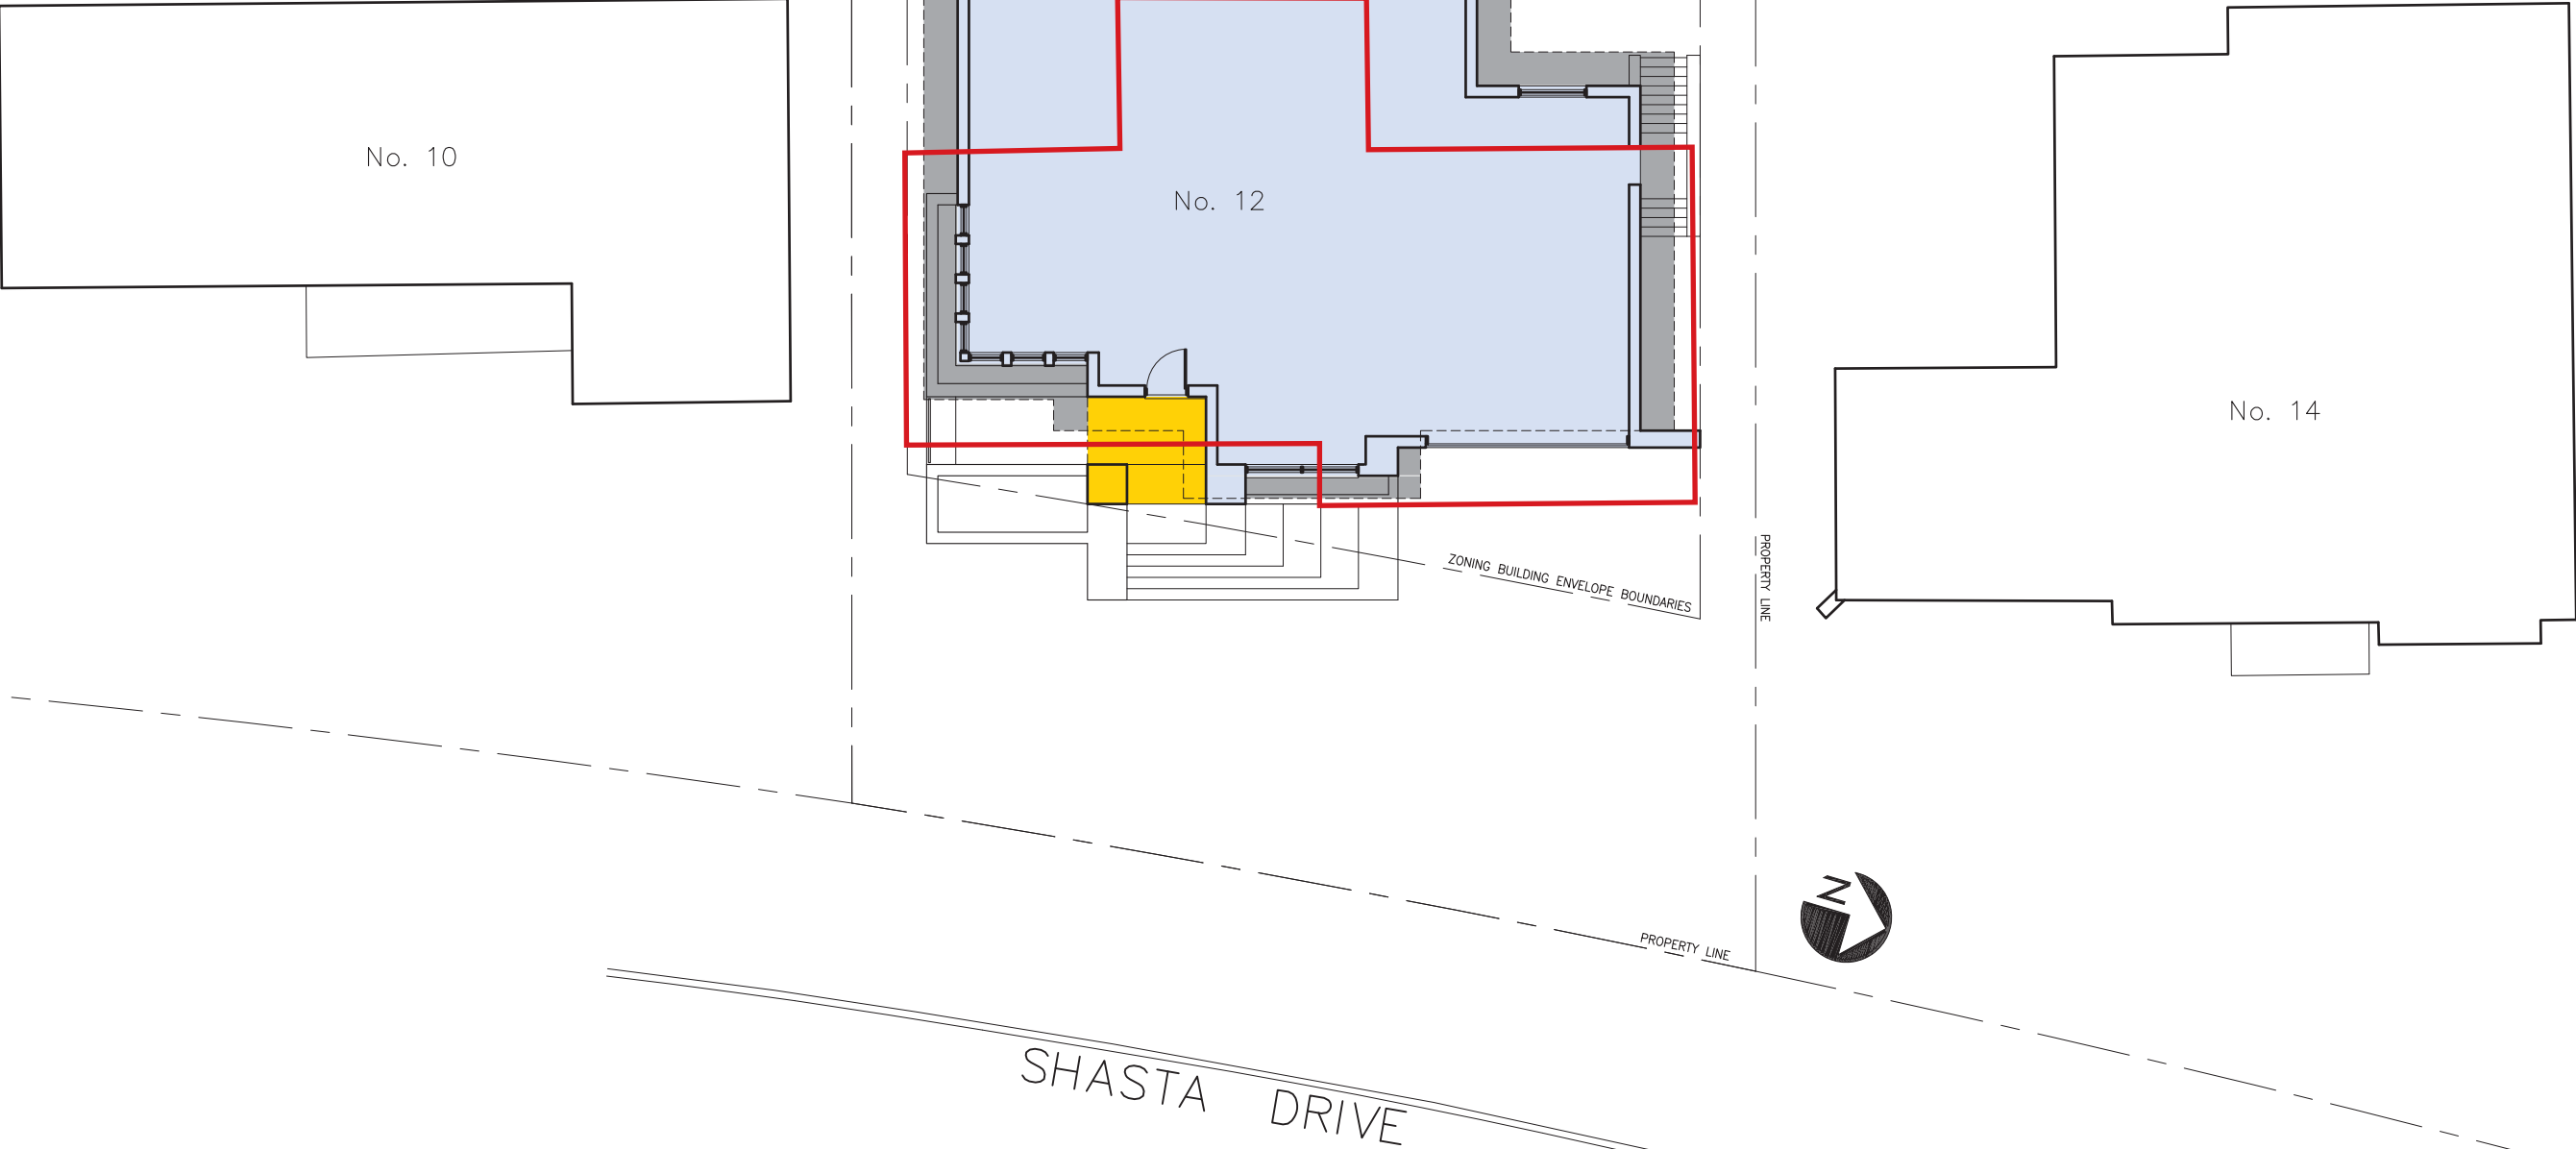 No. 10
No. 12
No. 14
ZONING BUILDING ENVELOPE BOUNDARIES
PROPERTY LINE
N
PROPERTY LINE
SHASTA DRIVE